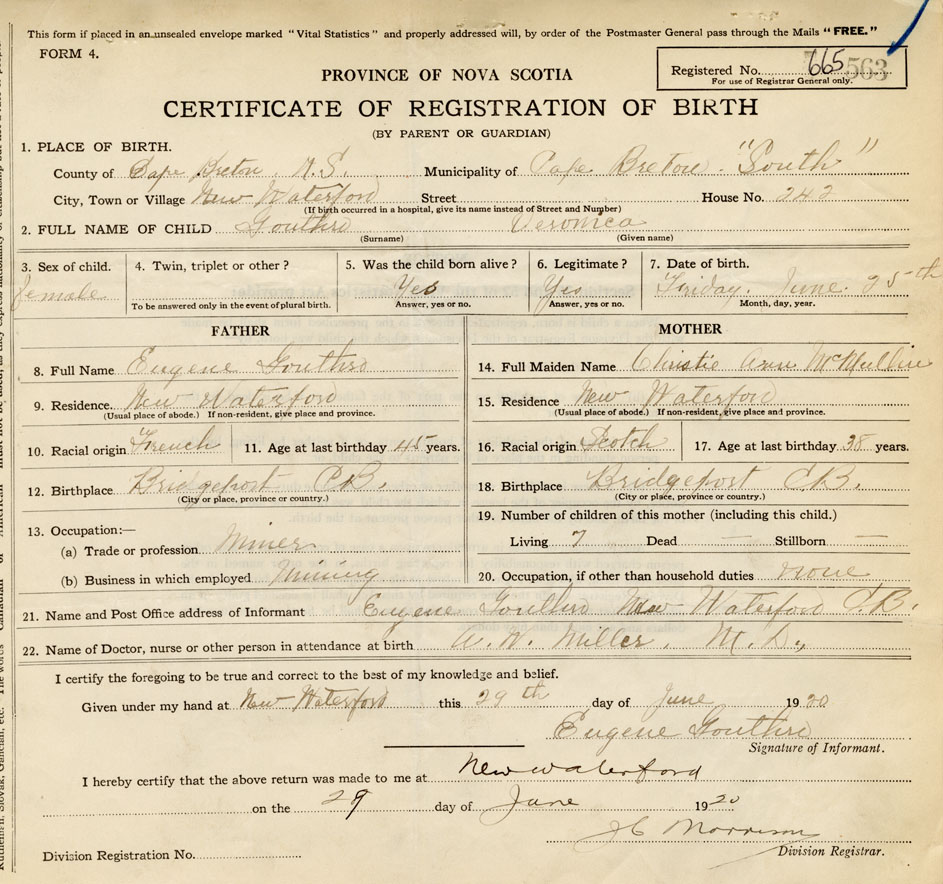 This form if placed in an unsealed envelope marked "Vital Statistics" and properly addressed will, by order of the Postmaster General pass through the Mails "FREE."
FORM 4.
Registered No. 665 563
For use of Registrar General only.
PROVINCE OF NOVA SCOTIA
CERTIFICATE OF REGISTRATION OF BIRTH
(BY PARENT OR GUARDIAN)
1. PLACE OF BIRTH.
County of Cape Breton, N.S. Municipality of Cape Breton. "South"
City, Town or Village New Waterford Street House No. 242
(If birth occurred in a hospital, give its name instead of Street and Number)
2. FULL NAME OF CHILD Gouthro Veronica
(Surname) (Given name)
3. Sex of child. 4. Twin, triplet or other? 5. Was the child born alive? 6. Legitimate? 7. Date of birth.
female Yes Yes Friday. June. 25th
To be answered only in the event of plural birth. Answer, yes or no. Answer, yes or no. Month, day, year.
FATHER
8. Full Name Eugene Gouthro
9. Residence. New Waterford
(Usual place of abode.) If non-resident, give place and province.
10. Racial origin French 11. Age at last birthday 45 years.
12. Birthplace Bridgeport C.B.
(City or place, province or country.)
13. Occupation:—
(a) Trade or profession Miner
(b) Business in which employed Mining
MOTHER
14. Full Maiden Name Christie Ann McMullin
15. Residence New Waterford
(Usual place of abode.) If non-resident, give place and province.
16. Racial origin Scotch 17. Age at last birthday 38 years.
18. Birthplace Bridgeport C.B.
(City or place, province or country.)
19. Number of children of this mother (including this child.)
Living 7 Dead — Stillborn —
20. Occupation, if other than household duties none
21. Name and Post Office address of Informant Eugene Gouthro New Waterford C.B.
22. Name of Doctor, nurse or other person in attendance at birth W. Miller, M.D.,
I certify the foregoing to be true and correct to the best of my knowledge and belief.
Given under my hand at New Waterford this 29th day of June 1920
Eugene Gouthro
Signature of Informant.
I hereby certify that the above return was made to me at New Waterford
on the 29 day of June 1920
Morrison
Division Registration No. Division Registrar.